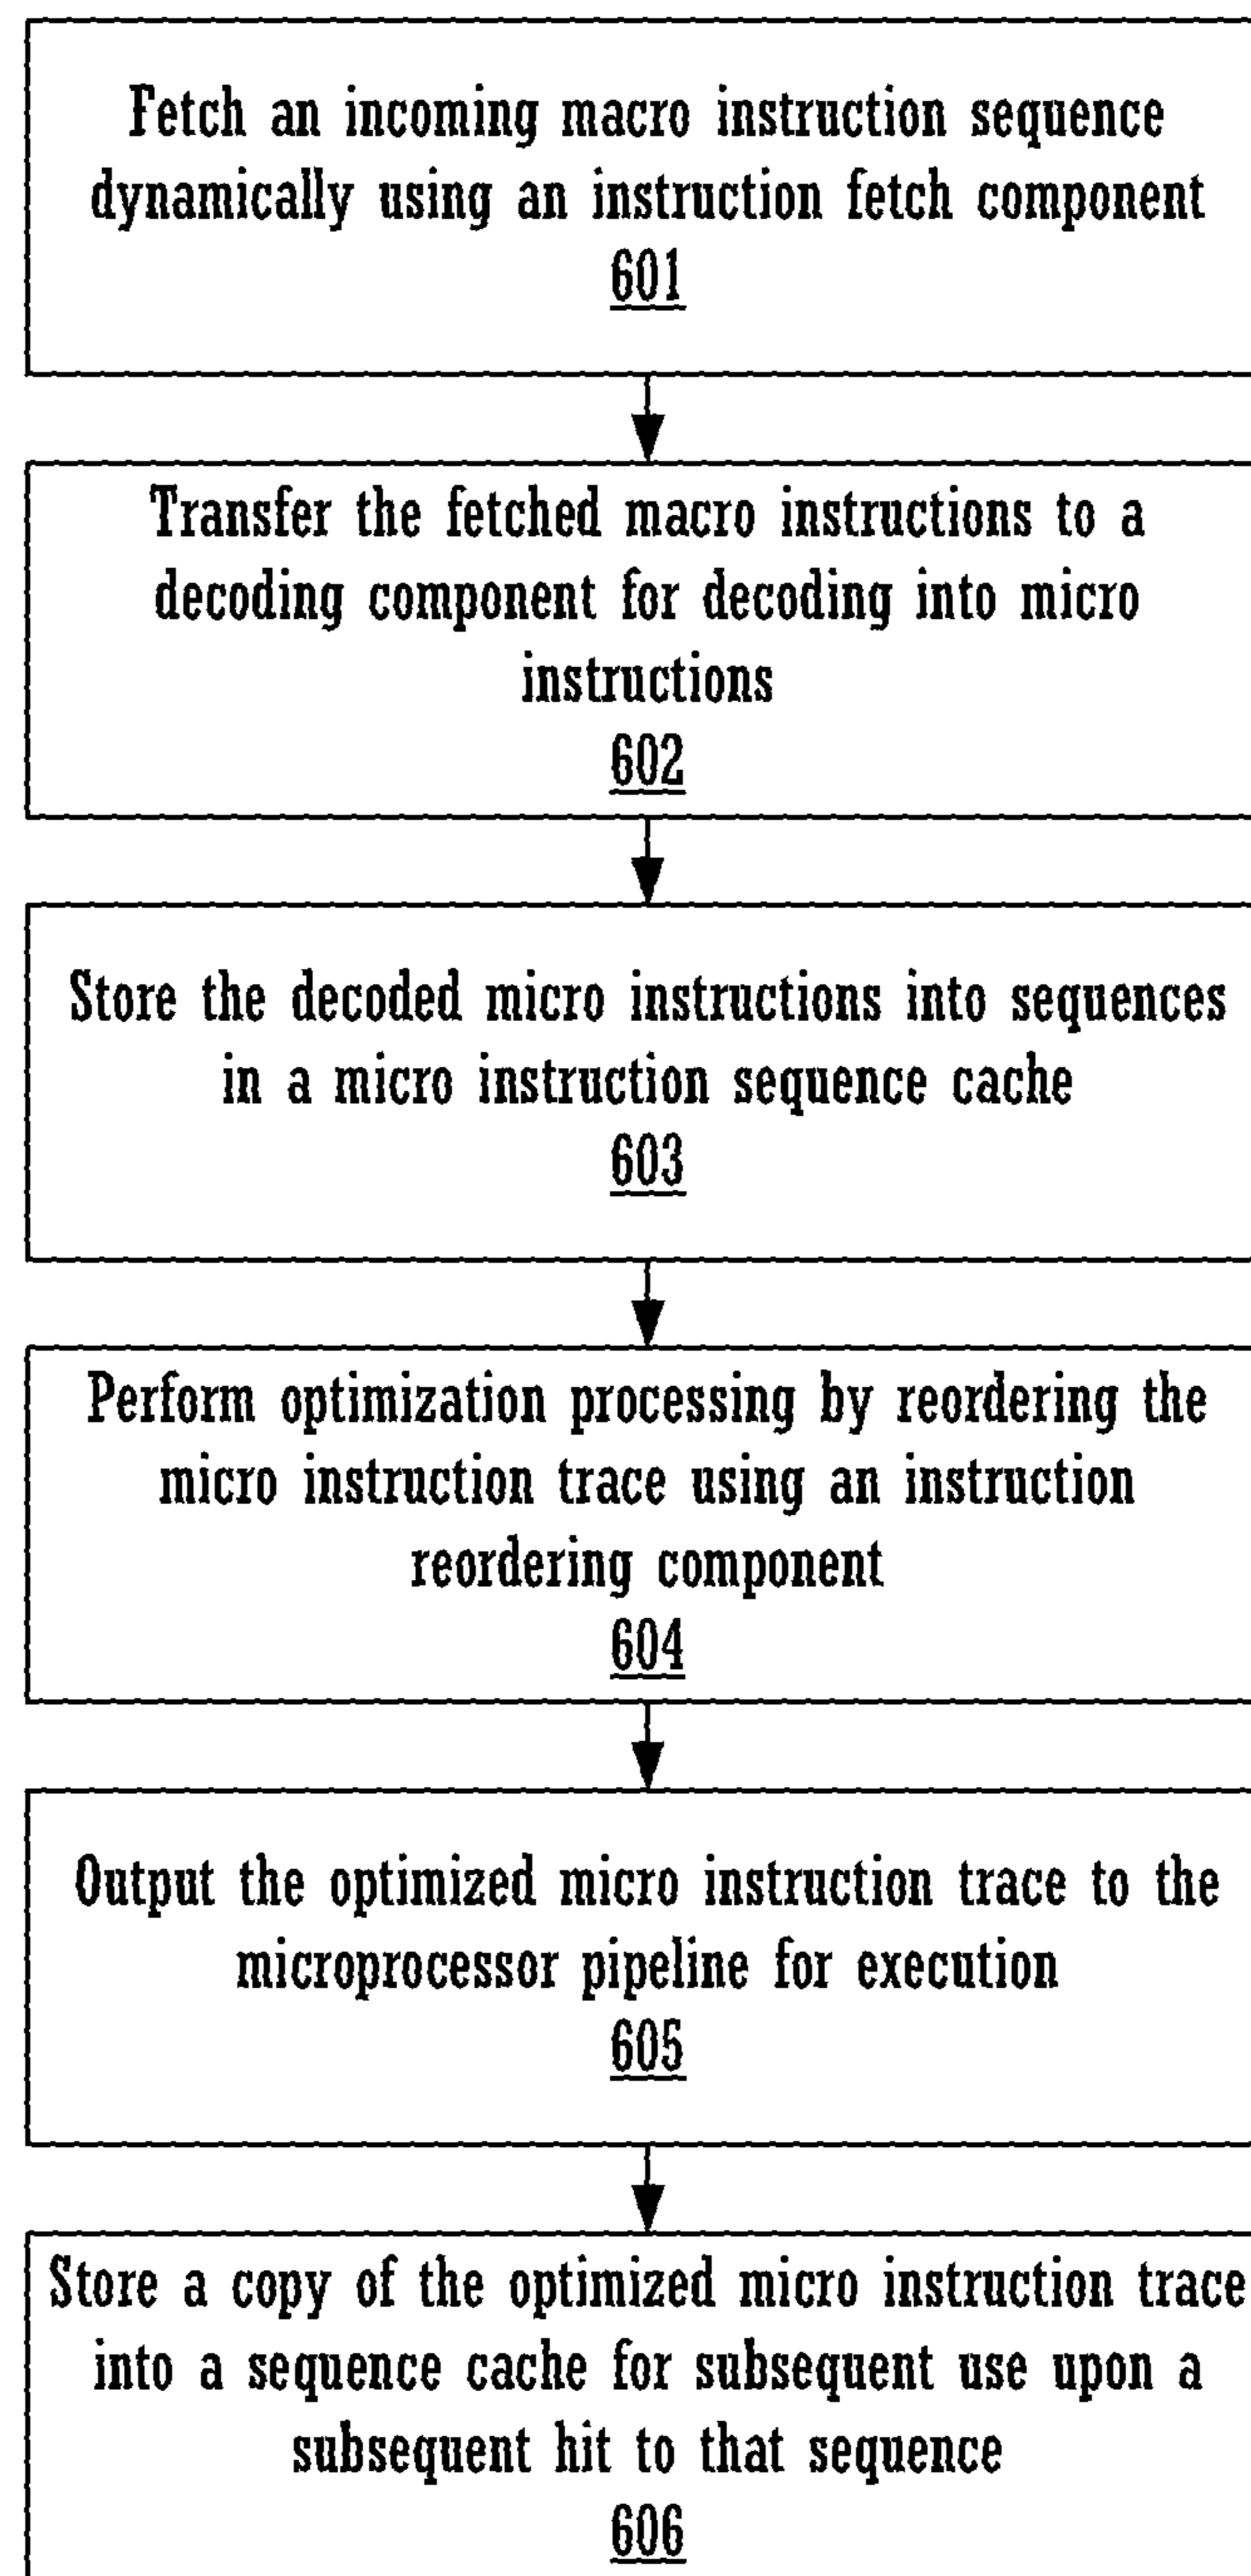 Fetch an incoming macro instruction sequence
dynamically using an instruction fetch component
601
Transfer the fetched macro instructions to a
decoding component for decoding into micro
instructions
602
Store the decoded micro instructions into sequences
in a micro instruction sequence cache
603
Perform optimization processing by reordering the
micro instruction trace using an instruction
reordering component
604
Output the optimized micro instruction trace to the
microprocessor pipeline for execution
605
Store a copy of the optimized micro instruction trace
into a sequence cache for subsequent use upon a
subsequent hit to that sequence
606